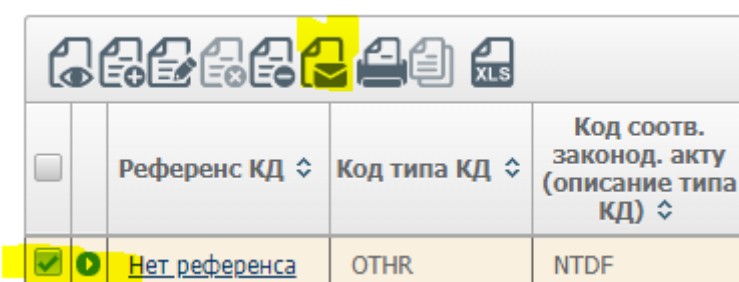 XLS
Референс КД
Код типа КД
Код соотв.
законод. акту
(описание типа
КД)
Нет референса
OTHR
NTDF